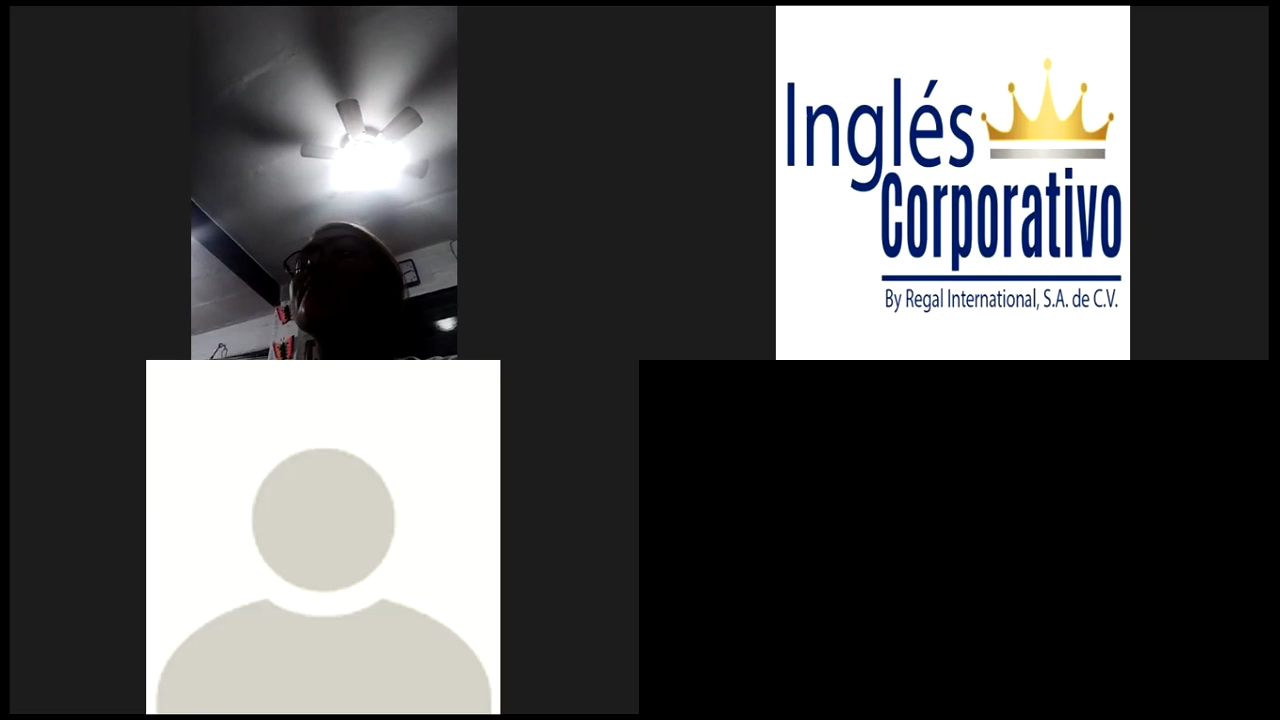 Inglés
Corporativo
By Regal International, S.A. de C.V.